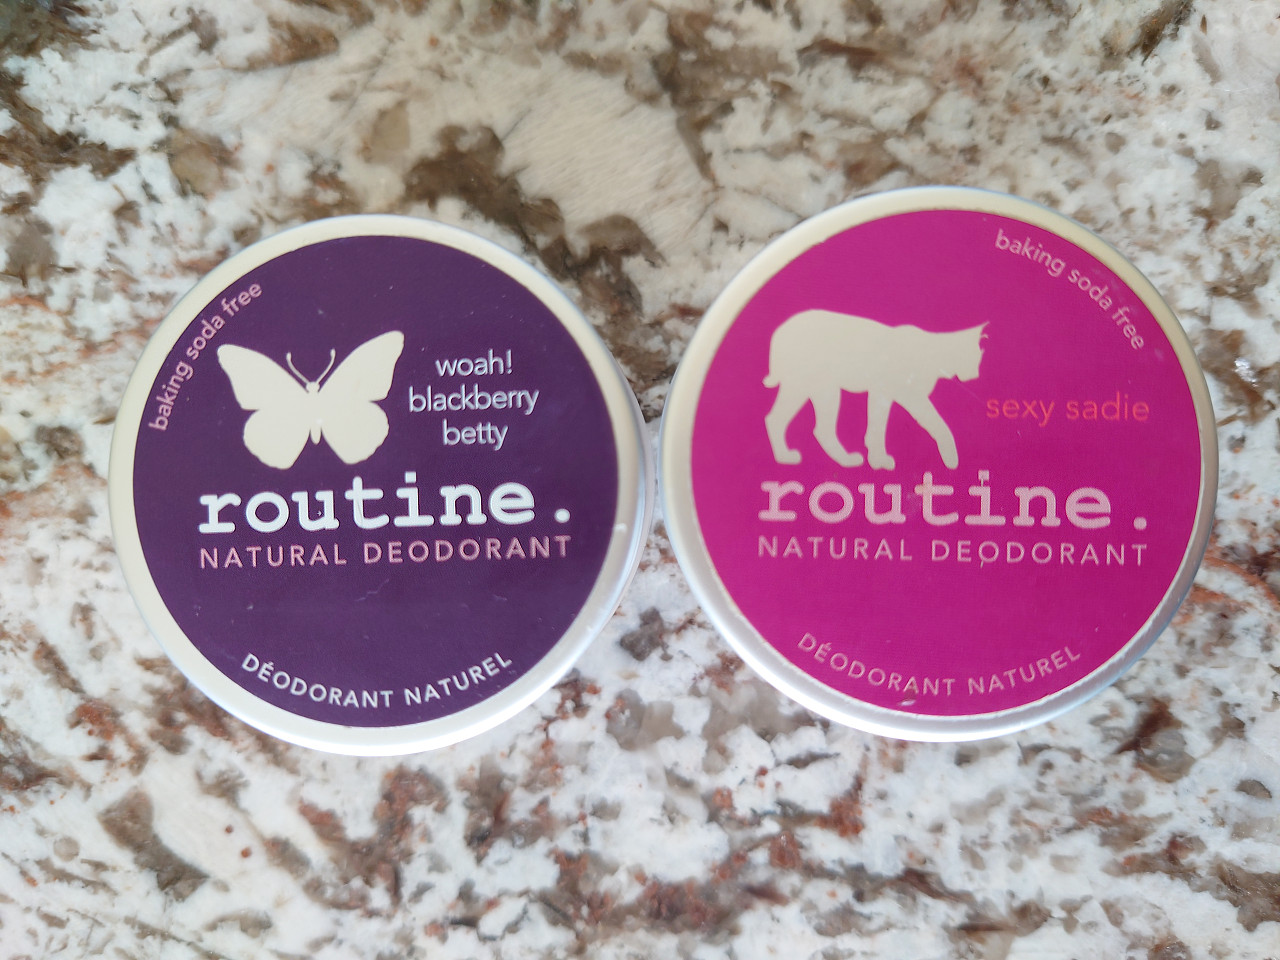 baking soda free
woah!
blackberry
betty
routine.
NATURAL DEODORANT
DÉODORANT NATUREL
baking soda free
sexy sadie
routine.
NATURAL DEODORANT
DÉODORANT NATUREL